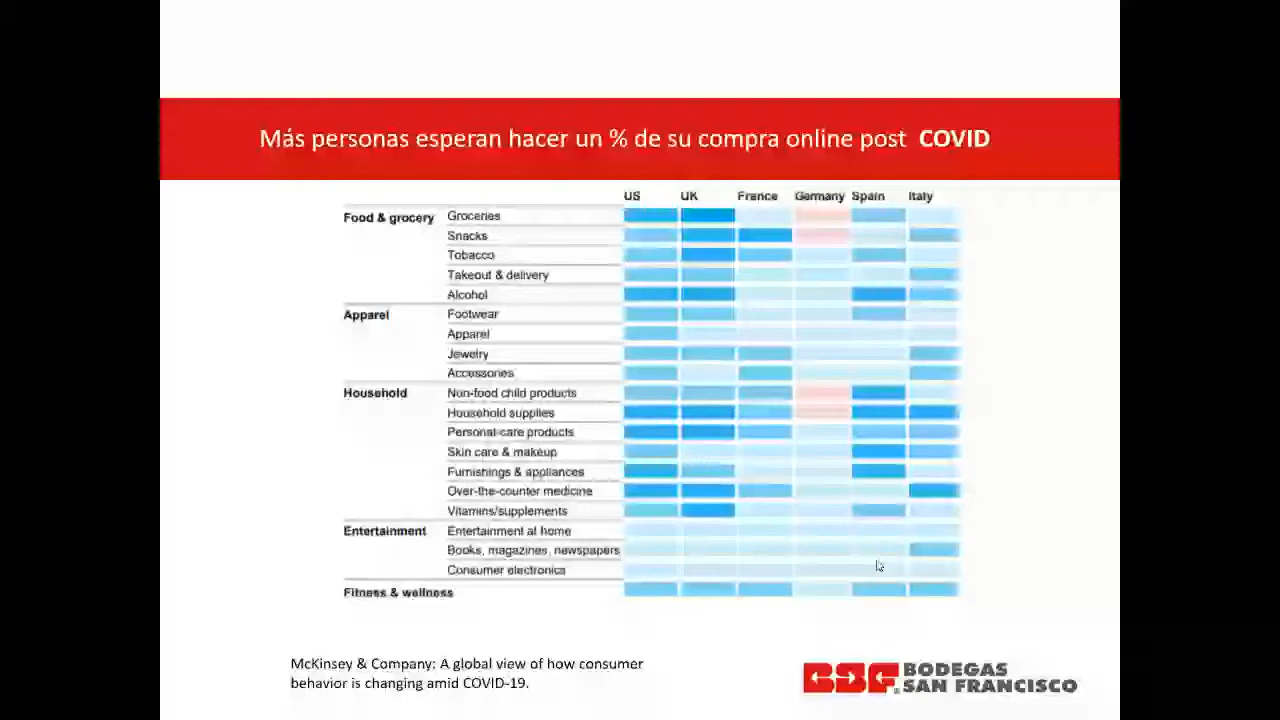 Más personas esperan hacer un % de su compra online post COVID
US UK France Germany Spain Italy
Food & grocery Groceries
Snacks
Tobacco
Takeout & delivery
Alcohol
Apparel Footwear
Apparel
Jewelry
Accessories
Household Non-food child products
Household supplies
Personal-care products
Skin care & makeup
Furnishings & appliances
Over-the-counter medicine
Vitamins/supplements
Entertainment Entertainment at home
Books, magazines, newspapers
Consumer electronics
Fitness & wellness
McKinsey & Company: A global view of how consumer
behavior is changing amid COVID-19.
BSF. BODEGAS
SAN FRANCISCO